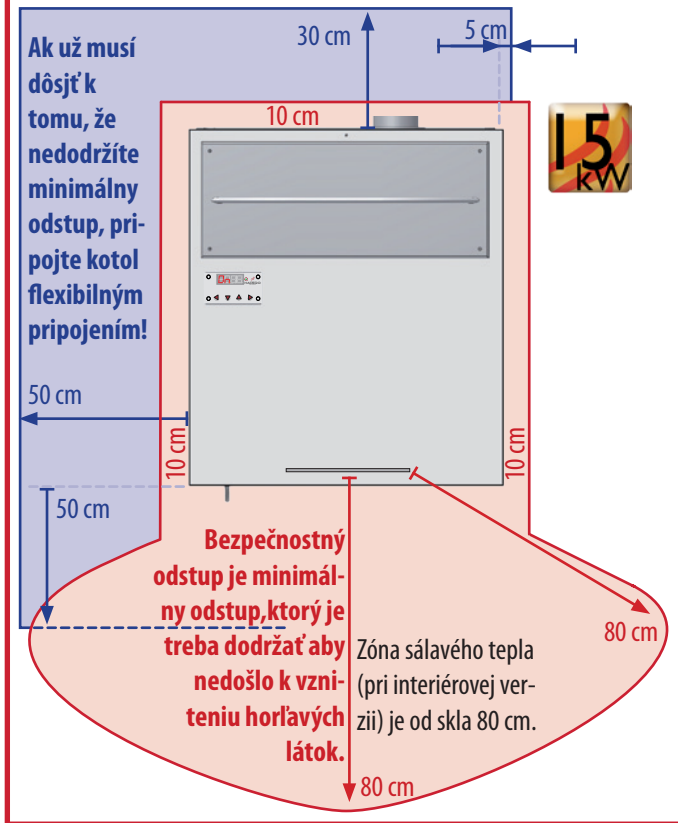 30 cm
5 cm
Ak už musí
dôsjť k
tomu, že
nedodržíte
minimálny
odstup, pri-
pojte kotol
flexibilným
pripojením!
10 cm
15
kW
On
50 cm
10 cm
10 cm
50 cm
Bezpečnostný
odstup je minimál-
ny odstup,ktorý je
treba dodržať aby
nedošlo k vzni-
teniu horľavých
látok.
Zóna sálavého tepla
(pri interiérovej ver-
zii) je od skla 80 cm.
80 cm
80 cm